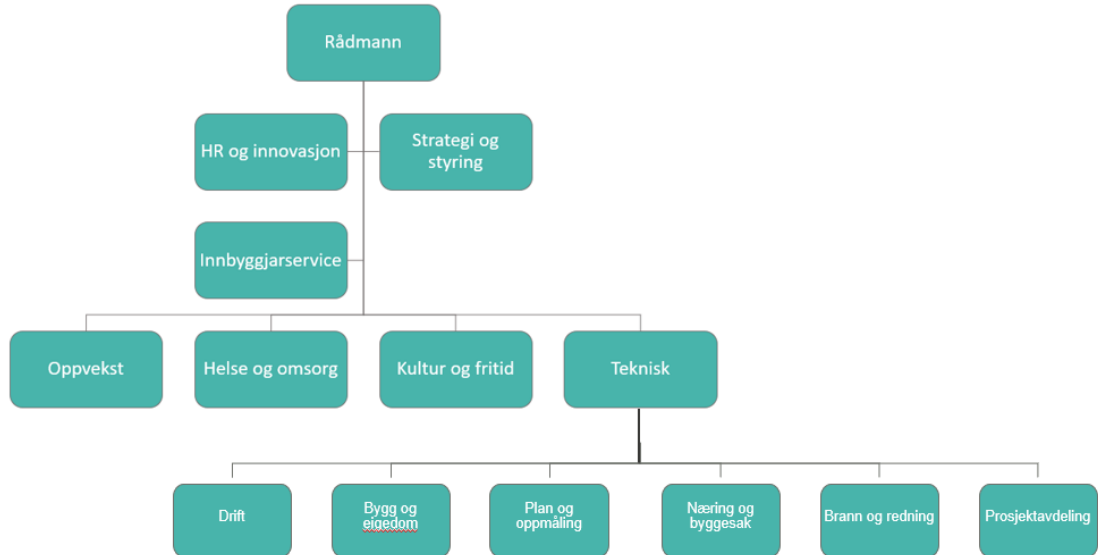 Rådmann
HR og innovasjon
Strategi og
styring
Innbyggjarservice
Oppvekst
Helse og omsorg
Kultur og fritid
Teknisk
Drift
Bygg og
eigedom
Plan og
oppmåling
Næring og
byggesak
Brann og redning
Prosjektavdeling